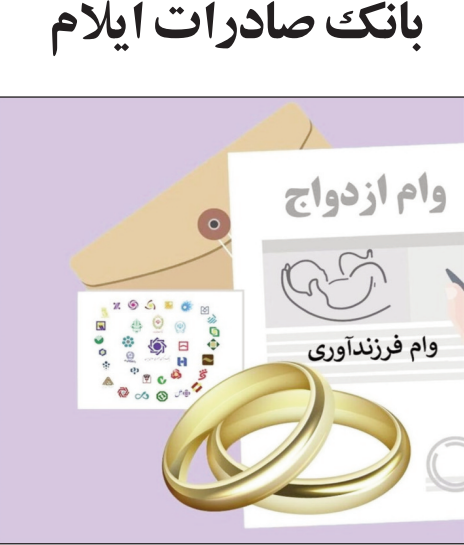 بانک صادرات ایلام
وام ازدواج
وام فرزندآوری